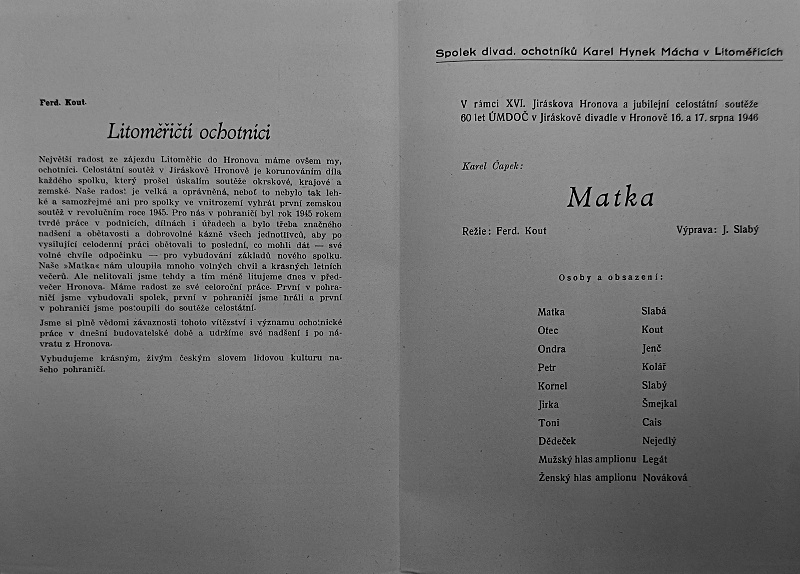 Ferd. Kout.
Litoměřičtí ochotníci
Největší radost ze zájezdu Litoměřic do Hronova máme ovšem my,
ochotníci. Celostátní soutěž v Jiráskově Hronově je korunováním díla
každého spolku, který prošel úskalím soutěže okrskové, krajové a
zemské. Naše radost je velká a oprávněná, neboť to nebylo tak leh-
ké a samozřejmé ani pro spolky ve vnitrozemí vyhrát první zemskou
soutěž v revolučním roce 1945. Pro nás v pohraničí byl rok 1945 rokem
tvrdé práce v podnicích, dílnách i úřadech a bylo třeba značného
nadšení a obětavosti a dobrovolné kázně všech jednotlivců, aby po
vysilující celodenní práci obětovali to poslední, co mohli dát — své
volné chvíle odpočinku — pro vybudování základů nového spolku.
Naše »Matka« nám uloupila mnoho volných chvil a krásných letních
večerů. Ale nelitovali jsme tehdy a tím méně litujeme dnes v před-
večer Hronova. Máme radost ze své celoroční práce. První v pohra-
ničí jsme vybudovali spolek, první v pohraničí jsme hráli a první
v pohraničí jsme postoupili do soutěže celostátní.
Jsme si plně vědomi závaznosti tohoto vítězství i významu ochotnické
práce v dnešní budovatelské době a udržíme své nadšení i po ná-
vratu z Hronova.
Vybudujeme krásným, živým českým slovem lidovou kulturu na-
šeho pohraničí.
Spolek divad. ochotníků Karel Hynek Mácha v Litoměřicích
V rámci XVI. Jiráskova Hronova a jubilejní celostátní soutěže
60 let ÚMDOČ v Jiráskově divadle v Hronově 16. a 17. srpna 1946
Karel Čapek:
Matka
Režie: Ferd. Kout Výprava: J. Slabý
Osoby a obsazení:
Matka Slabá
Otec Kout
Ondra Jenč
Petr Kolář
Kornel Slabý
Jirka Šmejkal
Toni Cais
Dědeček Nejedlý
Mužský hlas amplionu Legát
Ženský hlas amplionu Nováková